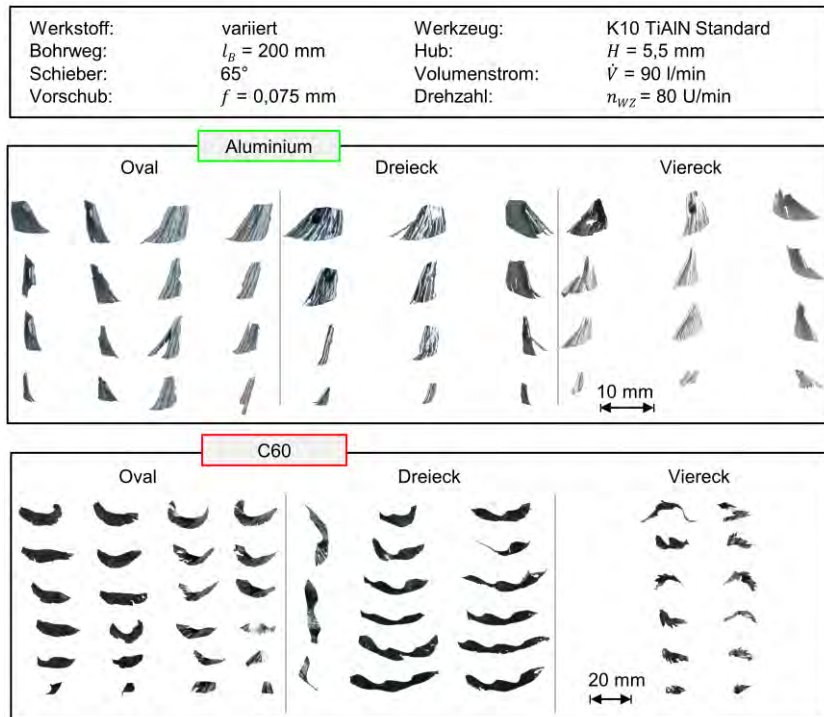 Werkstoff: variiert Werkzeug: K10 TiAlN Standard
Bohrweg: l_B = 200 mm Hub: H = 5,5 mm
Schieber: 65° Volumenstrom: V̇ = 90 l/min
Vorschub: f = 0,075 mm Drehzahl: n_WZ = 80 U/min
Aluminium
Oval Dreieck Viereck
10 mm
C60
Oval Dreieck Viereck
20 mm